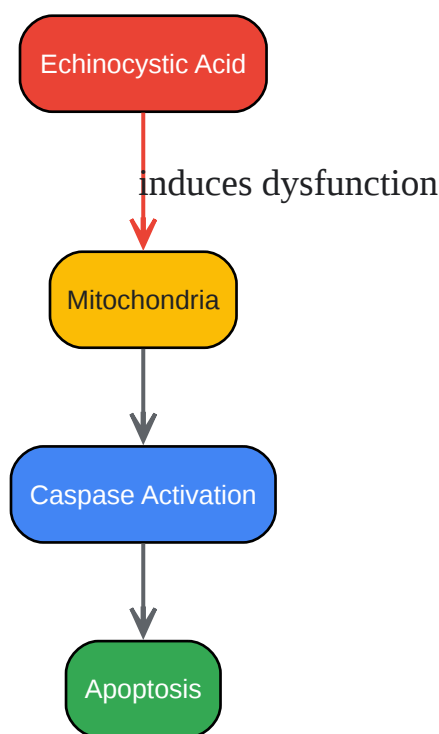 Echinocystic Acid
induces dysfunction
Mitochondria
Caspase Activation
Apoptosis